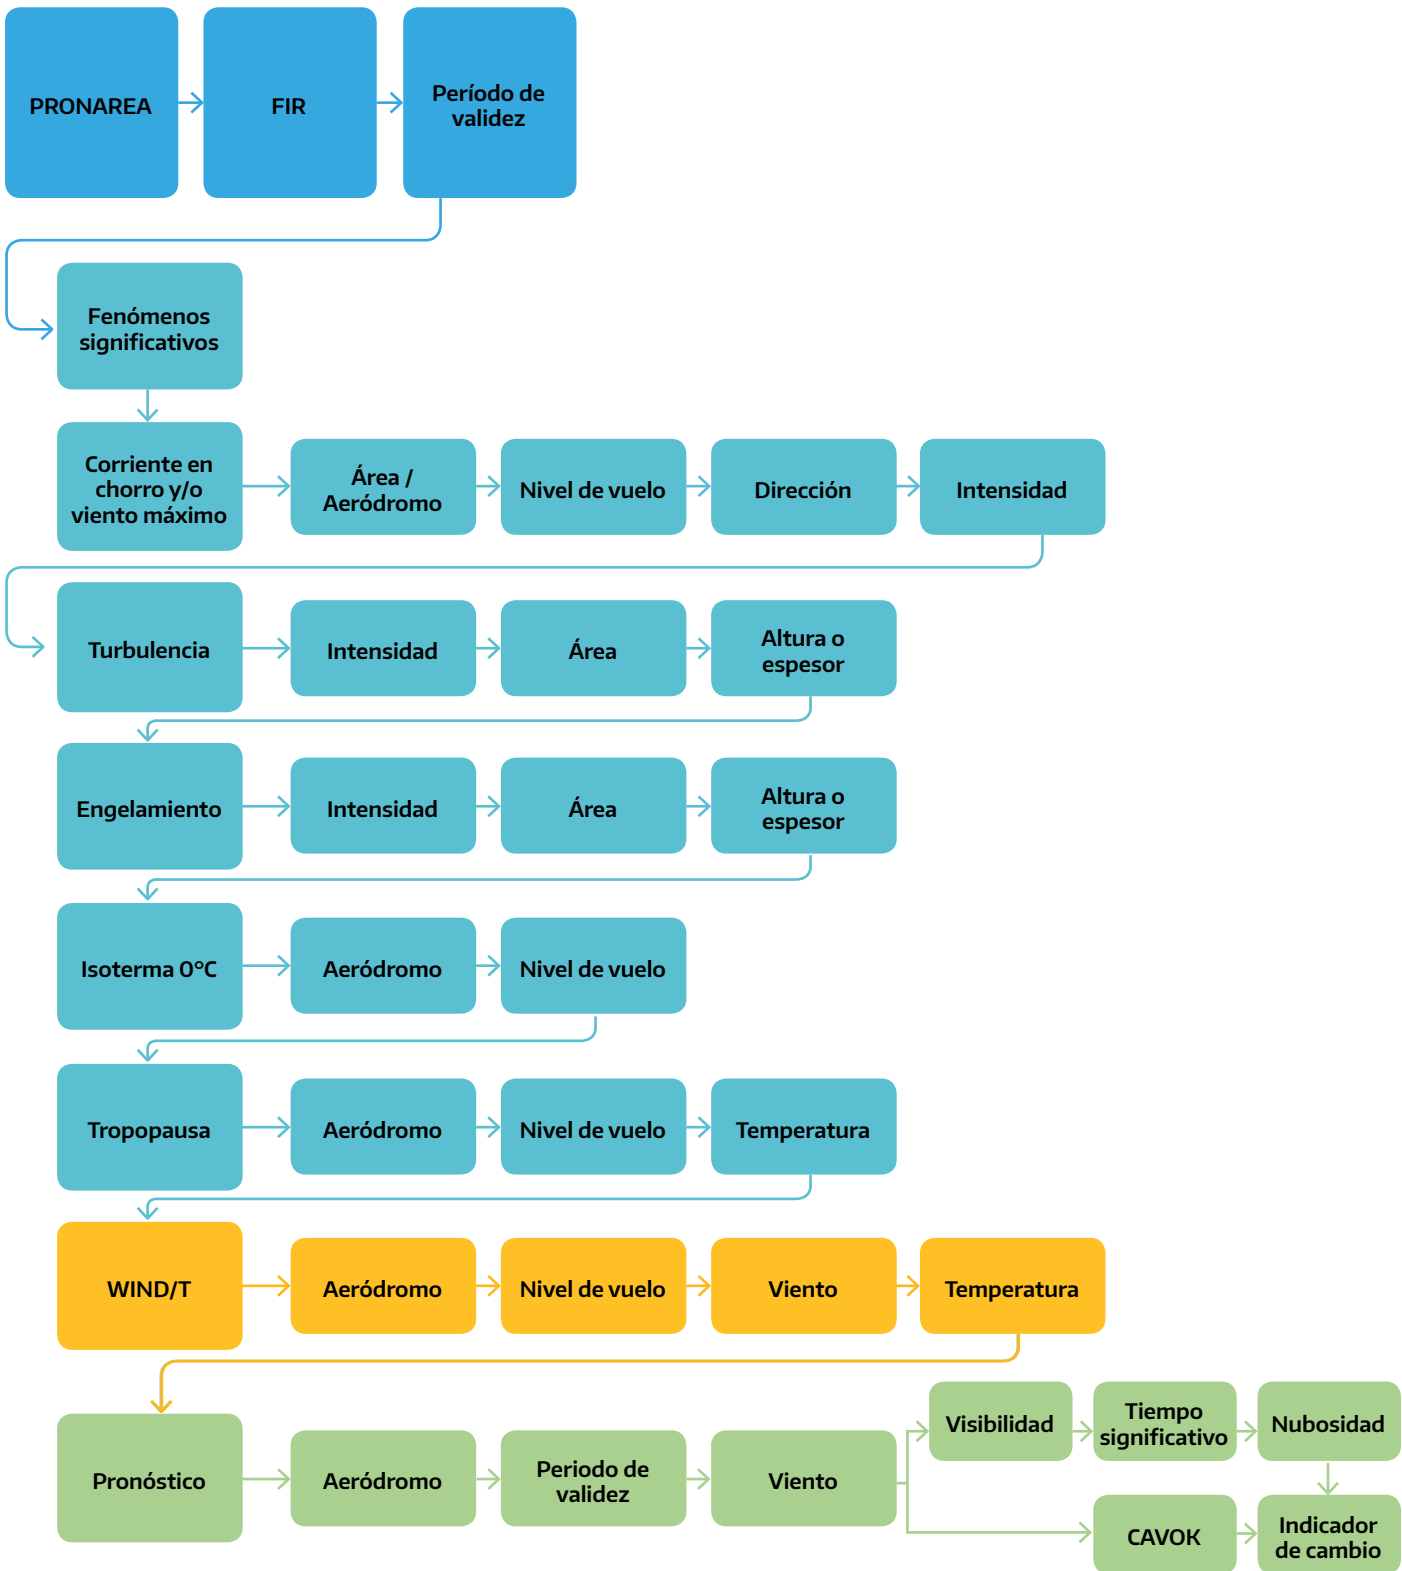 PRONAREA
FIR
Período de
validez
Fenómenos
significativos
Corriente en
chorro y/o
viento máximo
Área /
Aeródromo
Nivel de vuelo
Dirección
Intensidad
Turbulencia
Intensidad
Área
Altura o
espesor
Engelamiento
Intensidad
Área
Altura o
espesor
Isoterma 0°C
Aeródromo
Nivel de vuelo
Tropopausa
Aeródromo
Nivel de vuelo
Temperatura
WIND/T
Aeródromo
Nivel de vuelo
Viento
Temperatura
Pronóstico
Aeródromo
Periodo de
validez
Viento
Visibilidad
Tiempo
significativo
Nubosidad
CAVOK
Indicador
de cambio